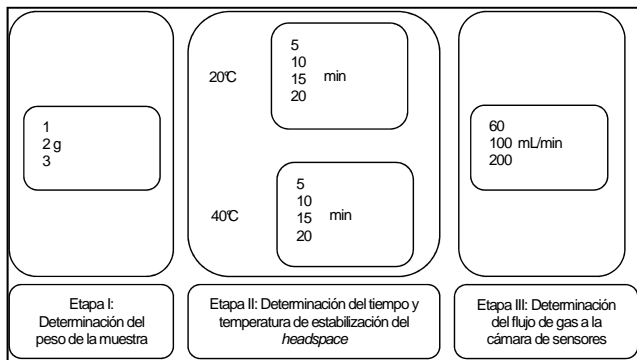 1
2 g
3
Etapa I:
Determinación del
peso de la muestra
20°C
5
10
15 min
20
40°C
5
10
15 min
20
Etapa II: Determinación del tiempo y
temperatura de estabilización del
headspace
60
100 mL/min
200
Etapa III: Determinación
del flujo de gas a la
cámara de sensores